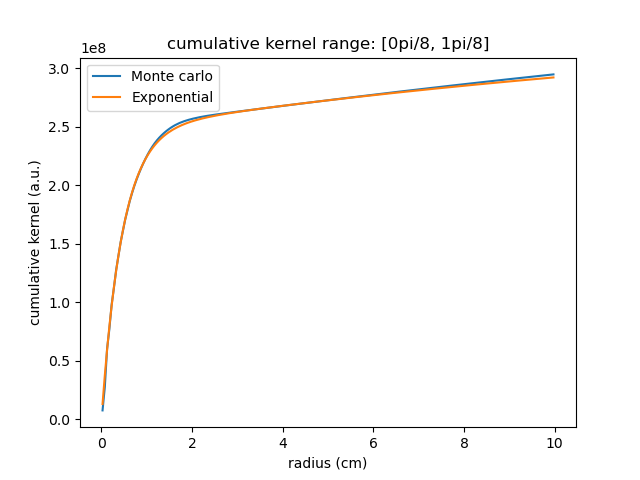 cumulative kernel range: [0pi/8, 1pi/8]
1e8
Monte carlo
Exponential
3.0
2.5
2.0
1.5
1.0
0.5
0.0
cumulative kernel (a.u.)
0 2 4 6 8 10
radius (cm)